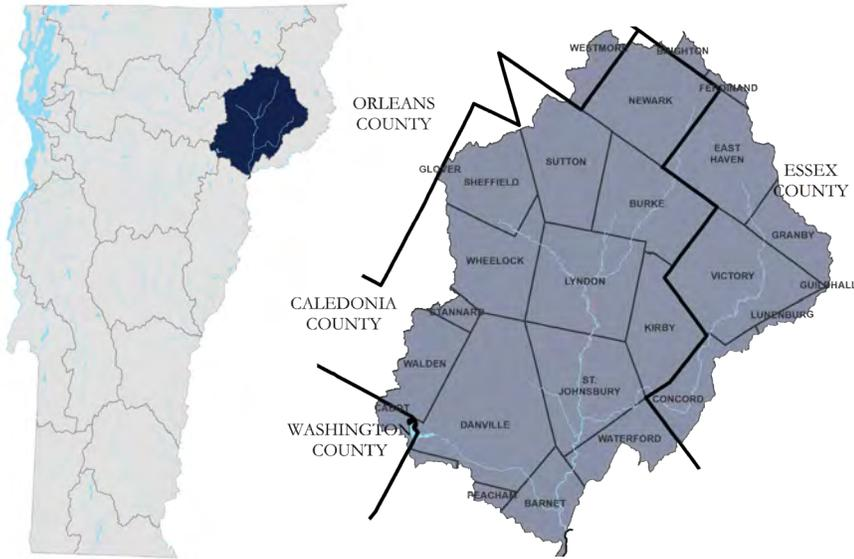 WESTMORE
BRIGHTON
FERDINAND
NEWARK
ORLEANS
COUNTY
EAST
HAVEN
SUTTON
GLOVER
SHEFFIELD
ESSEX
COUNTY
BURKE
GRANBY
WHEELOCK
VICTORY
LYNDON
GUILDHALL
CALEDONIA
COUNTY
STANNARD
LUNENBURG
KIRBY
WALDEN
ST.
JOHNSBURY
CONCORD
CABOT
WASHINGTON
COUNTY
DANVILLE
WATERFORD
PEACHAM
BARNET